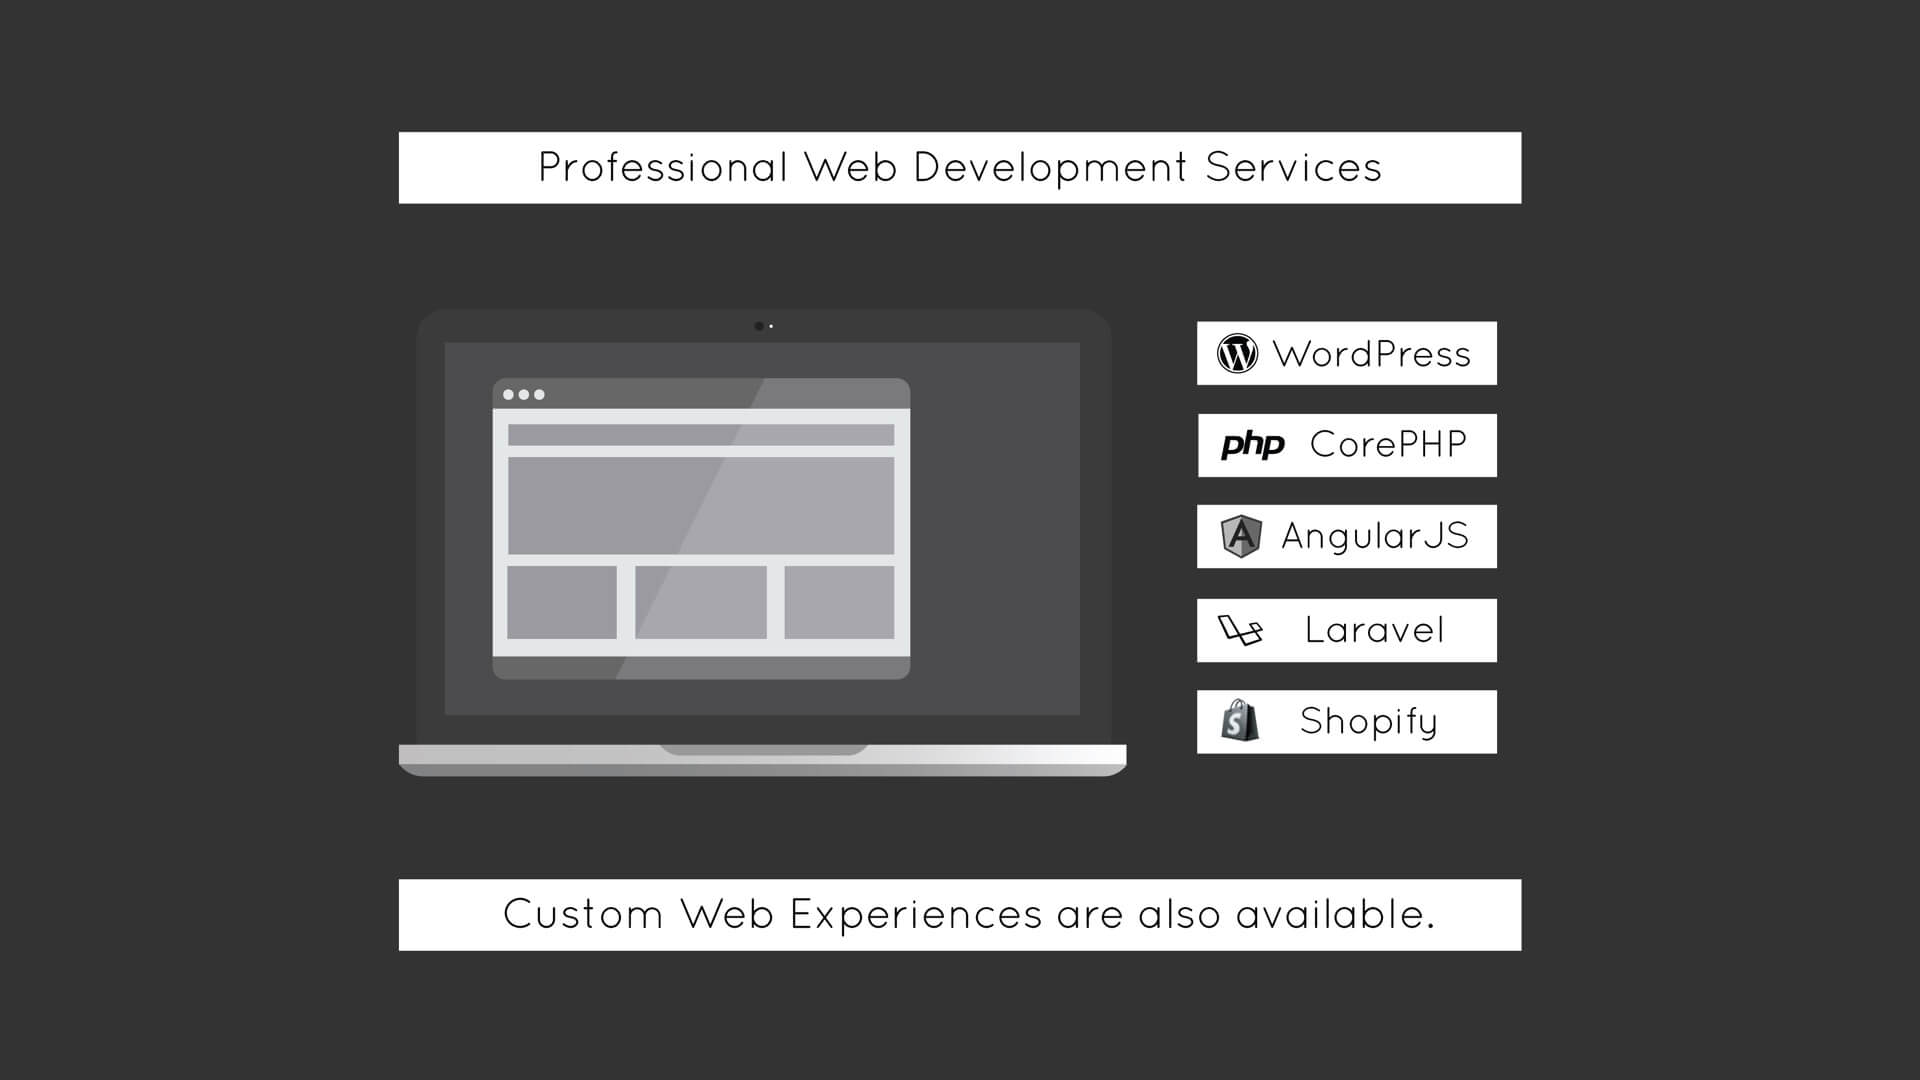 Professional Web Development Services
WordPress
php CorePHP
AngularJS
Laravel
Shopify
Custom Web Experiences are also available.